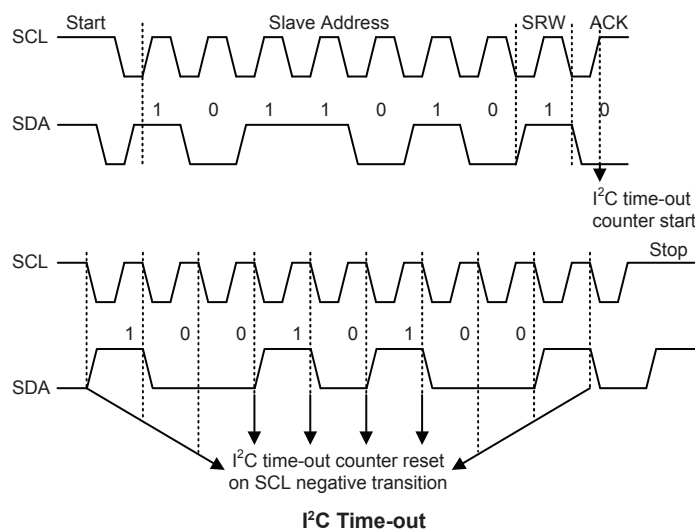 Start Slave Address SRW ACK
SCL
1 0 1 1 0 1 0 1 0
SDA
I²C time-out
counter start
SCL Stop
1 0 0 1 0 1 0 0
SDA
I²C time-out counter reset
on SCL negative transition
I²C Time-out